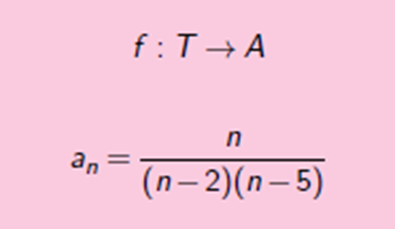 f : T → A
aₙ = n / (n − 2)(n − 5)